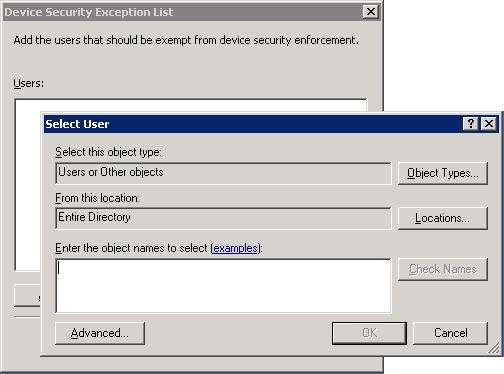 Device Security Exception List
Add the users that should be exempt from device security enforcement.
Users:
Select User
Select this object type:
Users or Other objects
Object Types...
From this location:
Entire Directory
Locations...
Enter the object names to select (examples):
Check Names
Advanced...
OK
Cancel